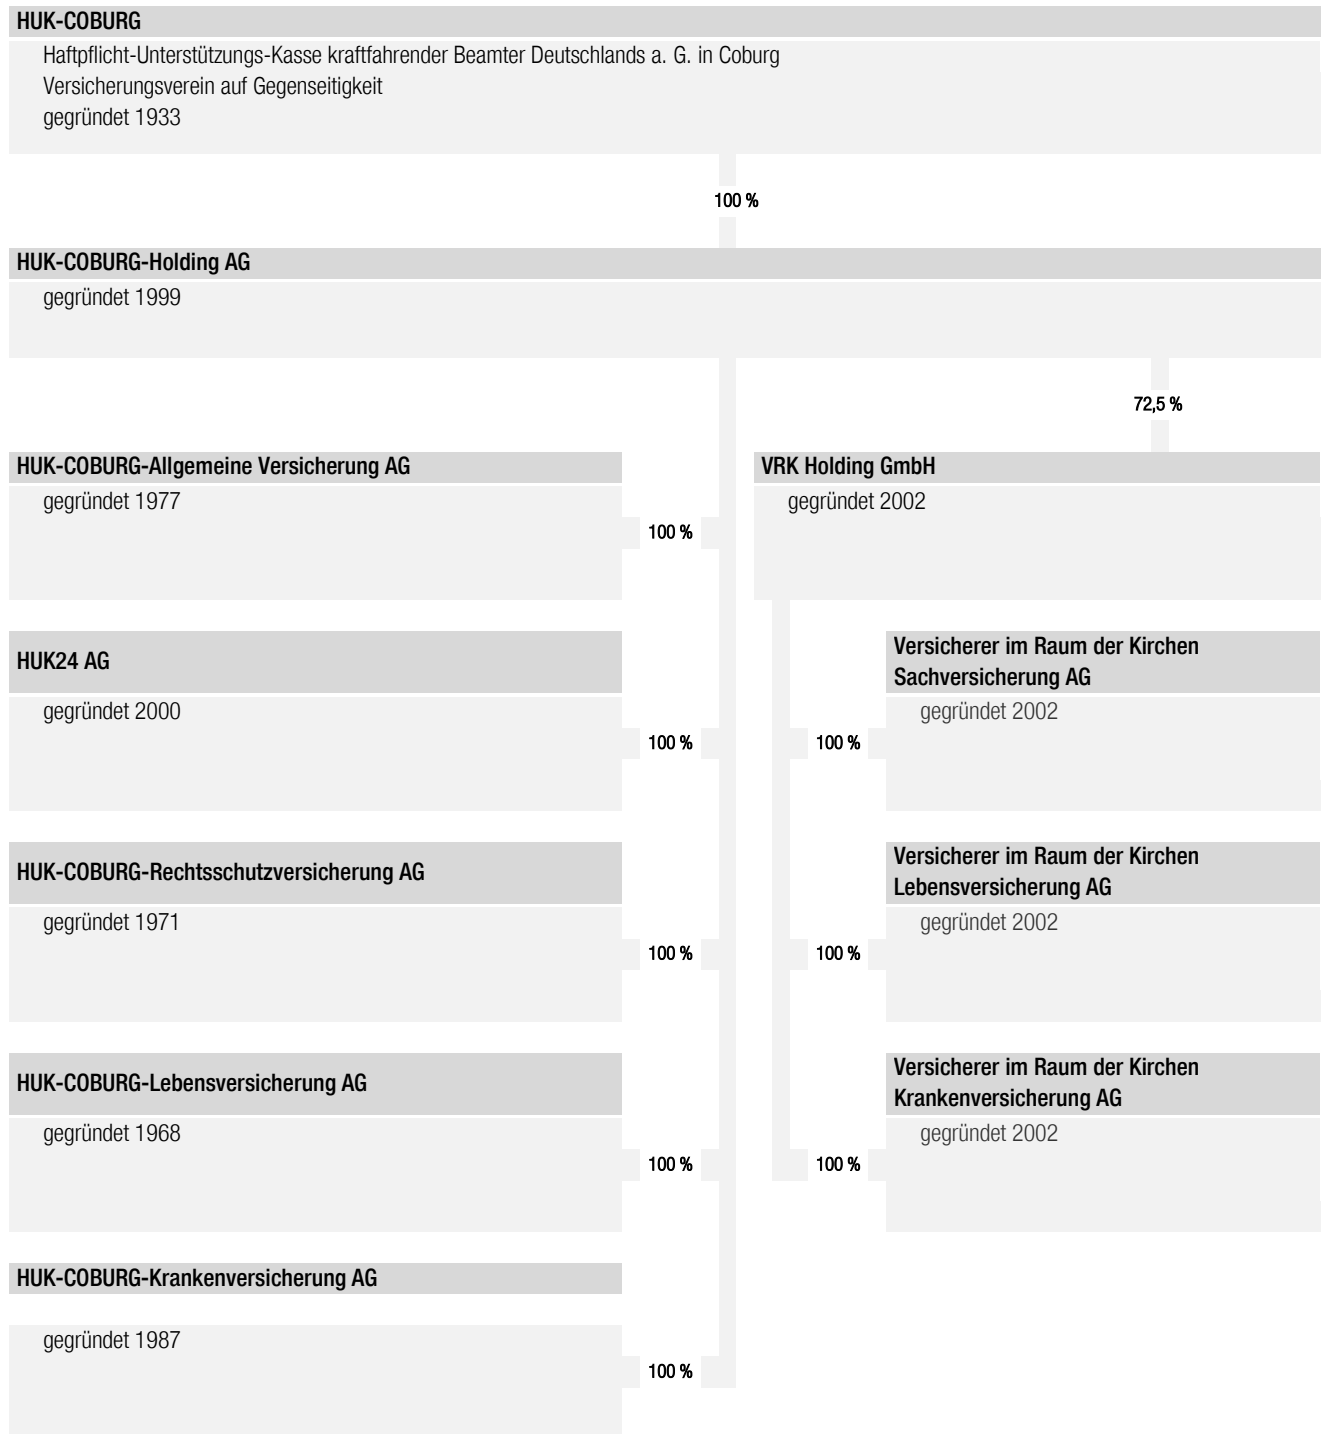 HUK-COBURG
Haftpflicht-Unterstützungs-Kasse kraftfahrender Beamter Deutschlands a. G. in Coburg
Versicherungsverein auf Gegenseitigkeit
gegründet 1933
100 %
HUK-COBURG-Holding AG
gegründet 1999
72,5 %
HUK-COBURG-Allgemeine Versicherung AG
gegründet 1977
100 %
VRK Holding GmbH
gegründet 2002
HUK24 AG
gegründet 2000
100 %
Versicherer im Raum der Kirchen
Sachversicherung AG
gegründet 2002
100 %
HUK-COBURG-Rechtsschutzversicherung AG
gegründet 1971
100 %
Versicherer im Raum der Kirchen
Lebensversicherung AG
gegründet 2002
100 %
HUK-COBURG-Lebensversicherung AG
gegründet 1968
100 %
Versicherer im Raum der Kirchen
Krankenversicherung AG
gegründet 2002
100 %
HUK-COBURG-Krankenversicherung AG
gegründet 1987
100 %